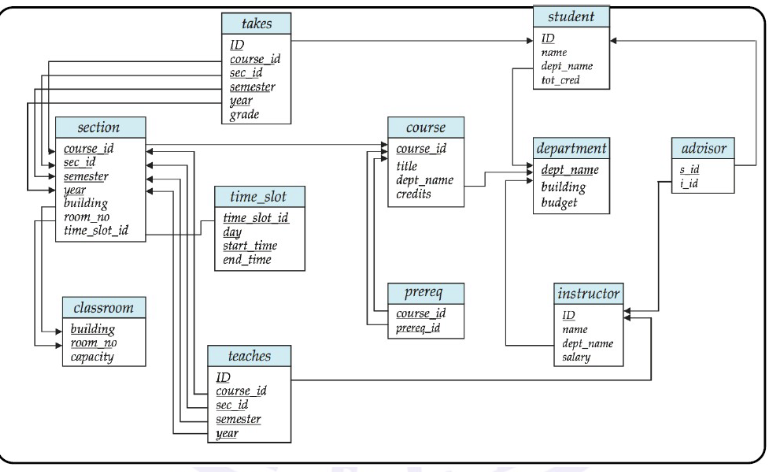 takes
ID
course_id
sec_id
semester
year
grade
student
ID
name
dept_name
tot_cred
section
course_id
sec_id
semester
year
building
room_no
time_slot_id
course
course_id
title
dept_name
credits
department
dept_name
building
budget
advisor
s_id
i_id
time_slot
time_slot_id
day
start_time
end_time
prereq
course_id
prereq_id
instructor
ID
name
dept_name
salary
classroom
building
room_no
capacity
teaches
ID
course_id
sec_id
semester
year